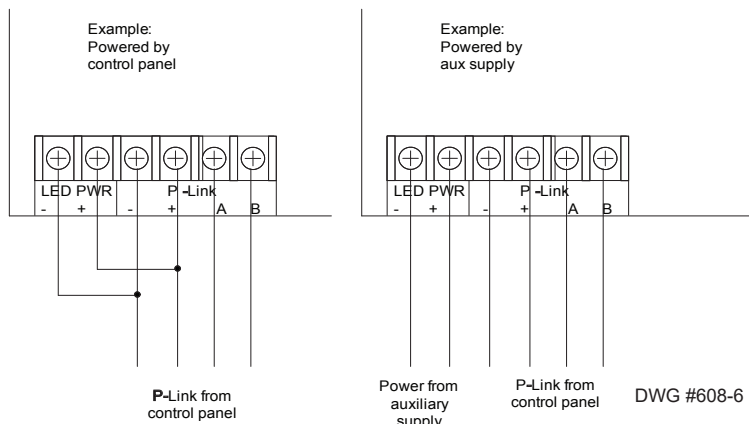 Example:
Powered by
control panel
Example:
Powered by
aux supply
LED PWR P -Link
- + - + A B
LED PWR P -Link
- + - + A B
P-Link from
control panel
Power from
auxiliary
supply
P-Link from
control panel
DWG #608-6